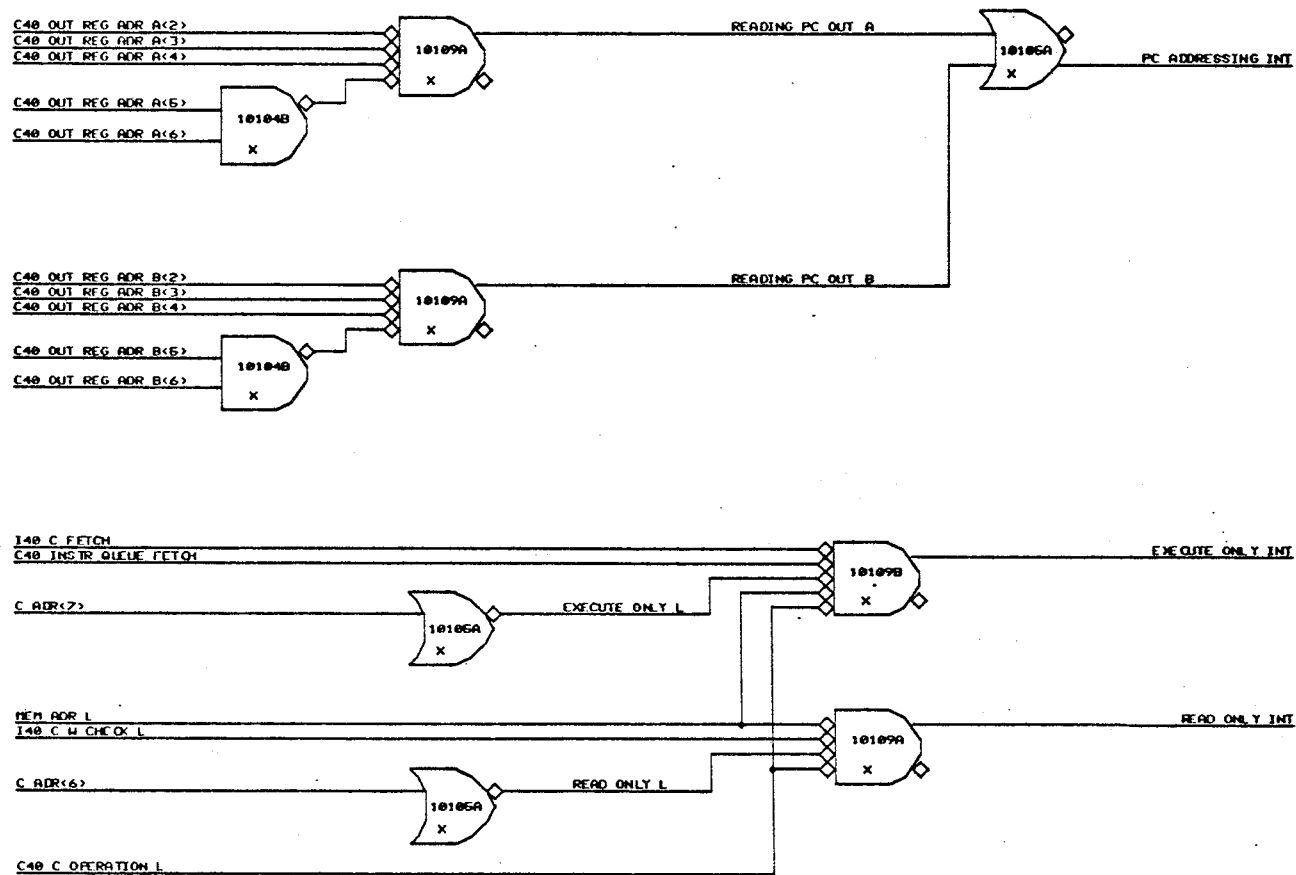 C40 OUT REG ADR A<2>
C40 OUT REG ADR A<3>
C40 OUT REG ADR A<4>
10109A
X
READING PC OUT A
10105A
X
PC ADDRESSING INT
C40 OUT REG ADR A<5>
C40 OUT REG ADR A<6>
10104B
X
C40 OUT REG ADR B<2>
C40 OUT REG ADR B<3>
C40 OUT REG ADR B<4>
10109A
X
READING PC OUT B
C40 OUT REG ADR B<5>
C40 OUT REG ADR B<6>
10104B
X
I40 C FETCH
C40 INSTR QUEUE FETCH
10109B
X
EXECUTE ONLY INT
C ADR<7>
10105A
X
EXECUTE ONLY L
MEM ADR L
I40 C W CHECK L
10109A
X
READ ONLY INT
C ADR<6>
10105A
X
READ ONLY L
C40 C OPERATION L